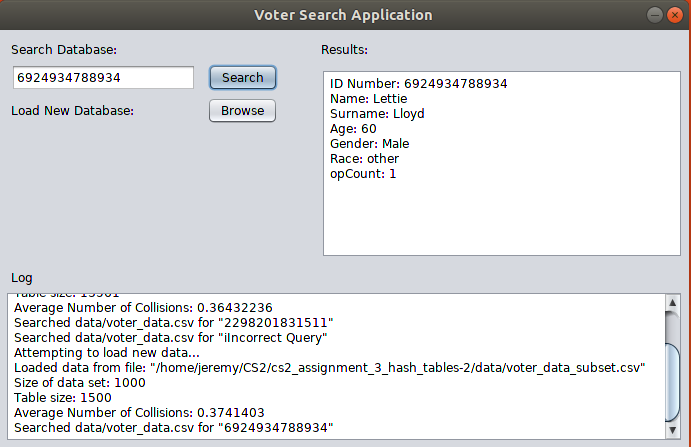 Voter Search Application
Search Database:
Results:
6924934788934
Search
Load New Database:
Browse
ID Number: 6924934788934
Name: Lettie
Surname: Lloyd
Age: 60
Gender: Male
Race: other
opCount: 1
Log
Average Number of Collisions: 0.36432236
Searched data/voter_data.csv for "2298201831511"
Searched data/voter_data.csv for "iIncorrect Query"
Attempting to load new data...
Loaded data from file: "/home/jeremy/CS2/cs2_assignment_3_hash_tables-2/data/voter_data_subset.csv"
Size of data set: 1000
Table size: 1500
Average Number of Collisions: 0.3741403
Searched data/voter_data.csv for "6924934788934"